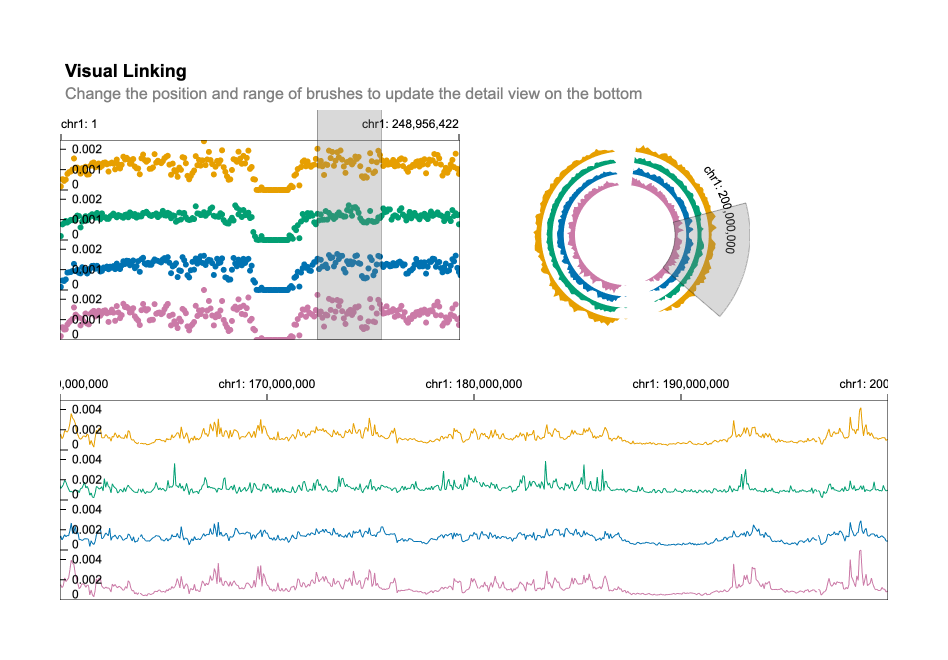 Visual Linking
Change the position and range of brushes to update the detail view on the bottom
chr1: 1
chr1: 248,956,422
0.002
0.001
0
0.002
0.001
0
0.002
0.001
0
0.002
0.001
0
chr1: 200,000,000
0,000,000
chr1: 170,000,000
chr1: 180,000,000
chr1: 190,000,000
chr1: 200
0.004
0.002
0
0.004
0.002
0
0.004
0.002
0
0.004
0.002
0